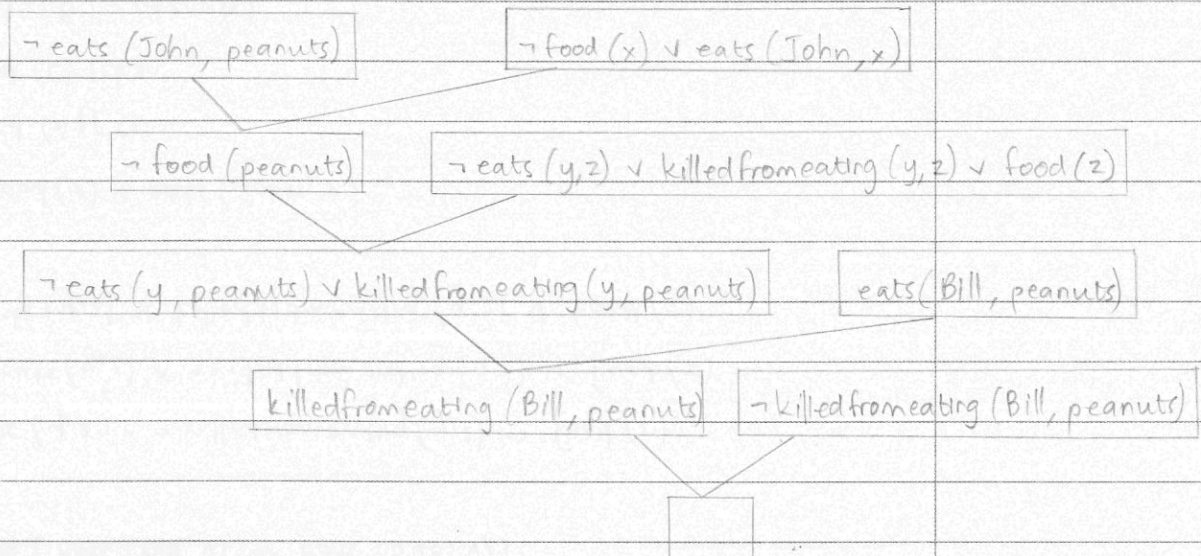 ¬ eats (John, peanuts) ¬ food (x) ∨ eats (John, x)
¬ food (peanuts) ¬ eats (y, z) ∨ killedfromeating (y, z) ∨ food (z)
¬ eats (y, peanuts) ∨ killedfromeating (y, peanuts) eats (Bill, peanuts)
killedfromeating (Bill, peanuts) ¬ killedfromeating (Bill, peanuts)